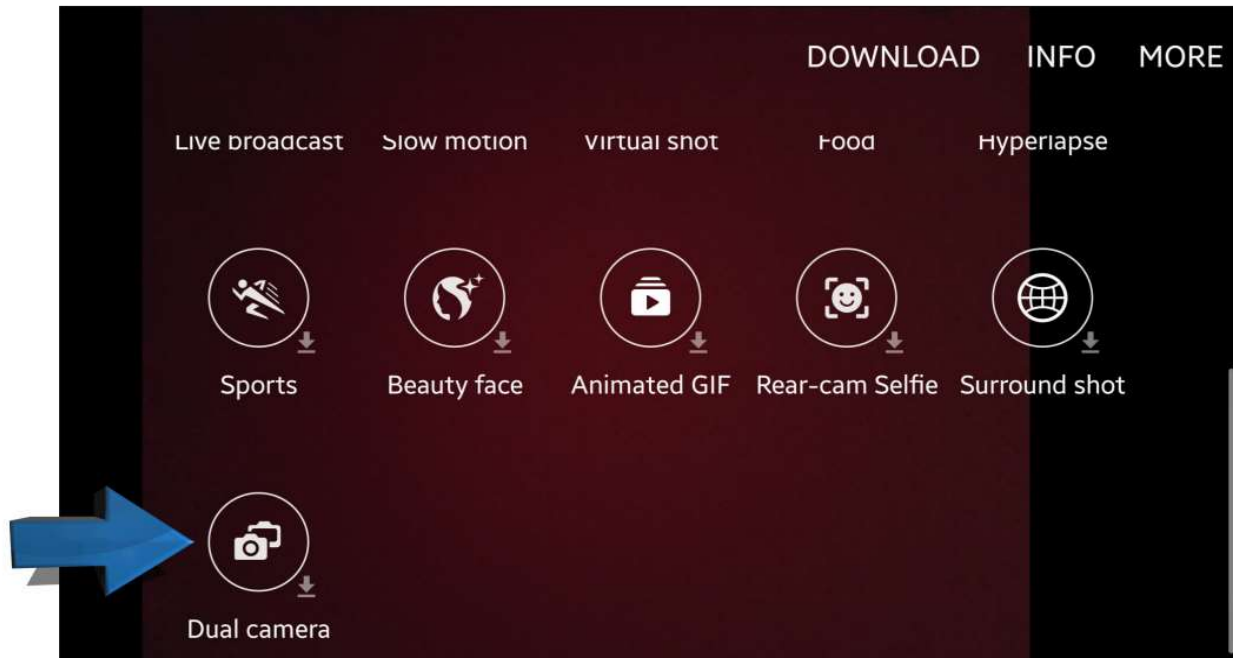 DOWNLOAD INFO MORE
Live broadcast Slow motion Virtual shot Food Hyperlapse
Sports Beauty face Animated GIF Rear-cam Selfie Surround shot
Dual camera